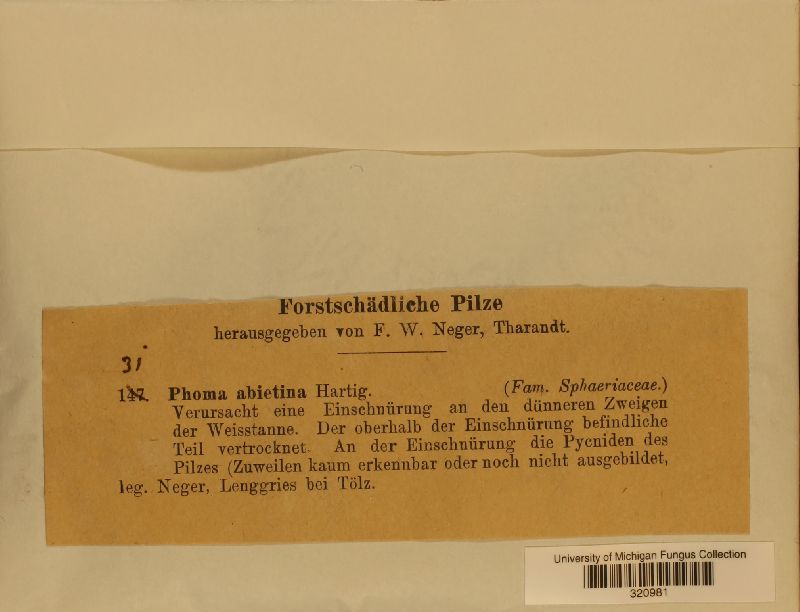 Forstschädliche Pilze
herausgegeben von F. W. Neger, Tharandt.
31
147. Phoma abietina Hartig. (Fam. Sphaeriaceae.)
Verursacht eine Einschnürung an den dünneren Zweigen
der Weisstanne. Der oberhalb der Einschnürung befindliche
Teil vertrocknet. An der Einschnürung die Pycniden des
Pilzes (Zuweilen kaum erkennbar oder noch nicht ausgebildet,
leg. Neger, Lenggries bei Tölz.
University of Michigan Fungus Collection
320981